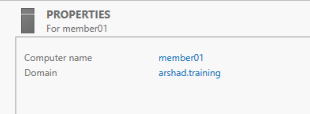 PROPERTIES
For member01
Computer name member01
Domain arshad.training